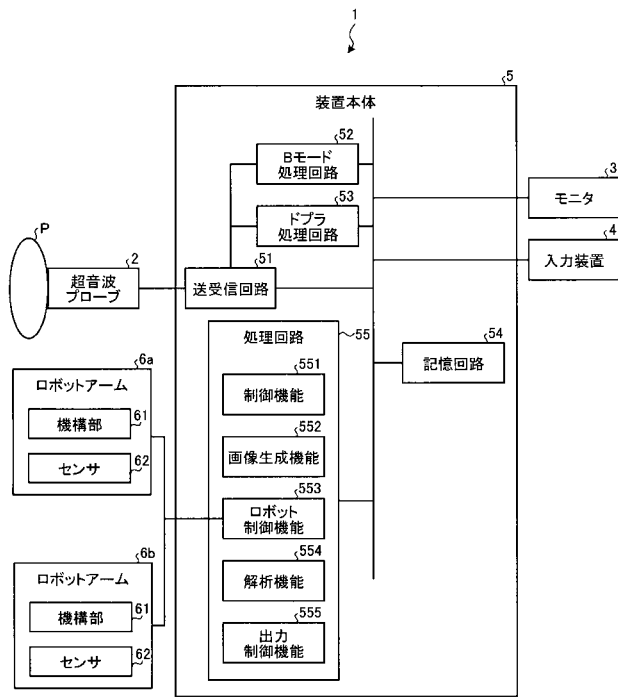 1
5
装置本体
52
Bモード
処理回路
53
ドプラ
処理回路
3
モニタ
4
入力装置
P
2
超音波
プローブ
51
送受信回路
54
記憶回路
55
処理回路
551
制御機能
552
画像生成機能
553
ロボット
制御機能
554
解析機能
555
出力
制御機能
6a
ロボットアーム
61
機構部
62
センサ
6b
ロボットアーム
61
機構部
62
センサ